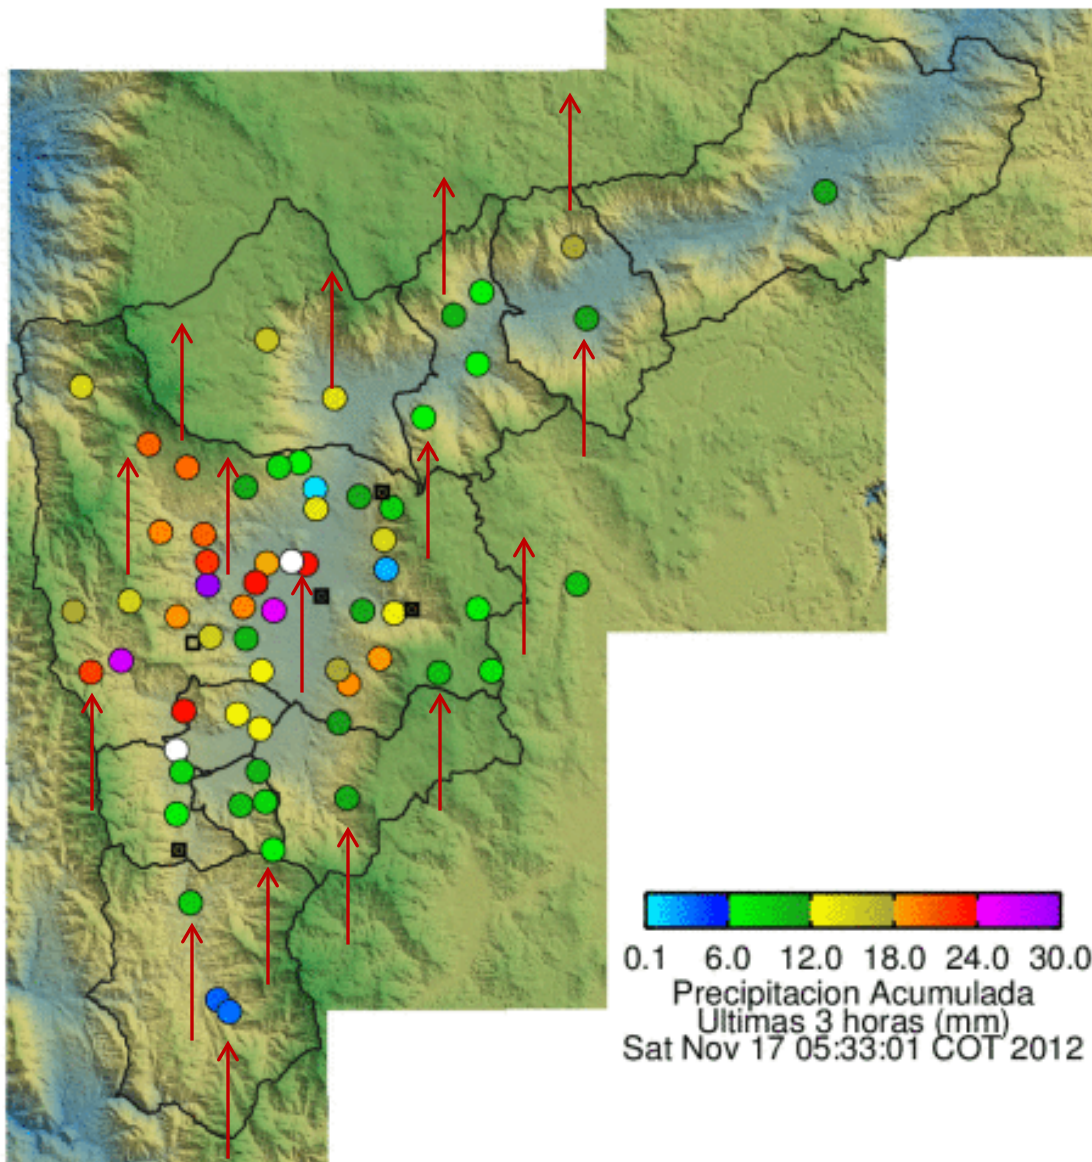 0.1 6.0 12.0 18.0 24.0 30.0
Precipitacion Acumulada
Ultimas 3 horas (mm)
Sat Nov 17 05:33:01 COT 2012